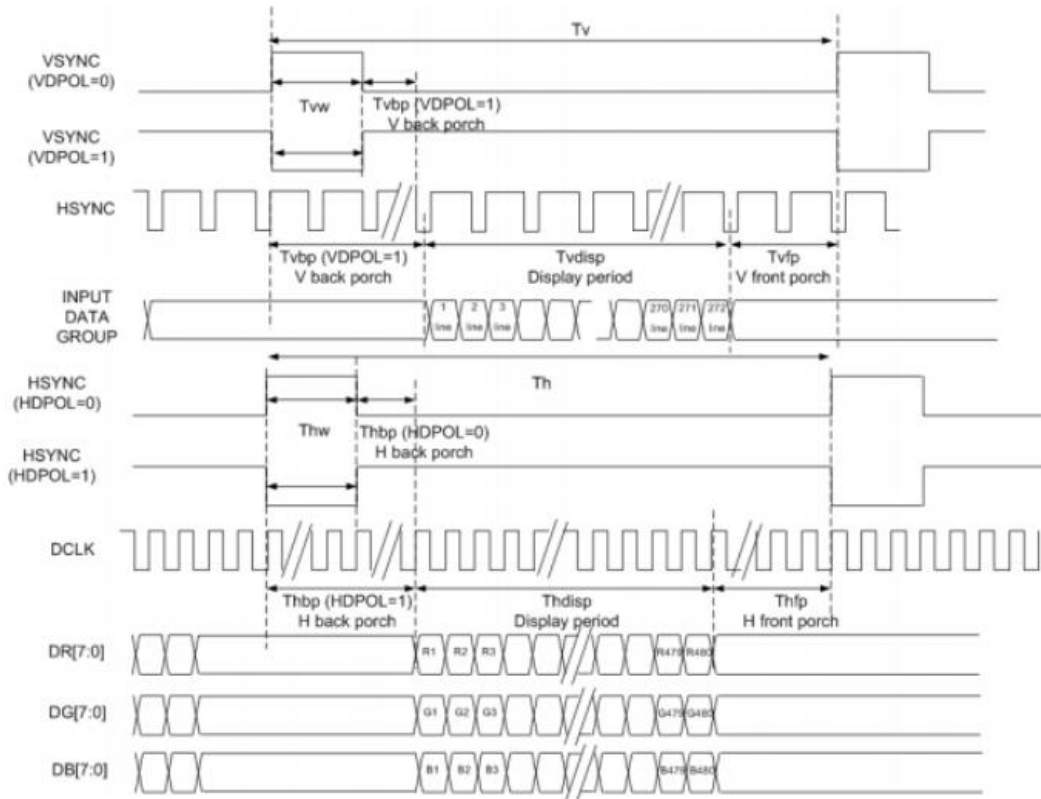 Tv
VSYNC
(VDPOL=0)
Tvw
Tvbp (VDPOL=1)
V back porch
VSYNC
(VDPOL=1)
HSYNC
Tvbp (VDPOL=1)
V back porch
Tvdisp
Display period
Tvfp
V front porch
INPUT
DATA
GROUP
1
line
2
line
3
line
270
line
271
line
272
line
HSYNC
(HDPOL=0)
Th
Thw
Thbp (HDPOL=0)
H back porch
HSYNC
(HDPOL=1)
DCLK
Thbp (HDPOL=1)
H back porch
Thdisp
Display period
Thfp
H front porch
DR[7:0]
R1
R2
R3
R479
R480
DG[7:0]
G1
G2
G3
G479
G480
DB[7:0]
B1
B2
B3
B479
B480